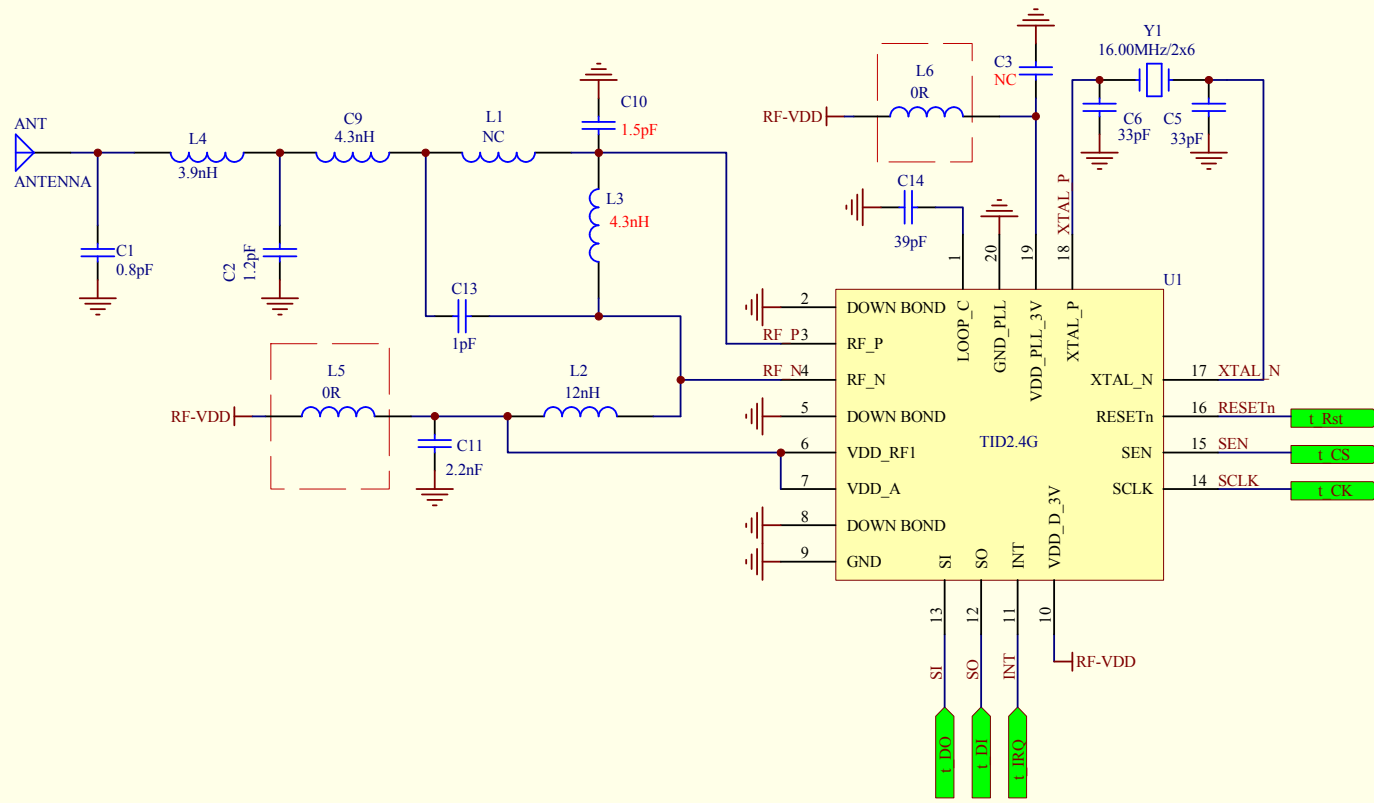 ANT
ANTENNA
L4
3.9nH
C9
4.3nH
L1
NC
C10
1.5pF
L3
4.3nH
C1
0.8pF
C2
1.2pF
C13
1pF
RF-VDD
L5
0R
L2
12nH
C11
2.2nF
RF-VDD
L6
0R
C3
NC
Y1
16.00MHz/2x6
C6
33pF
C5
33pF
C14
39pF
XTAL_P
1
20
19
18
U1
LOOP_C
GND_PLL
VDD_PLL_3V
XTAL_P
2
DOWN BOND
RF_P
3
RF_P
RF_N
4
RF_N
5
DOWN BOND
6
VDD_RF1
7
VDD_A
8
DOWN BOND
9
GND
TID2.4G
XTAL_N
17
XTAL_N
RESETn
16
RESETn
t_Rst
SEN
15
SEN
t_CS
SCLK
14
SCLK
t_CK
SI
SO
INT
VDD_D_3V
13
12
11
10
SI
SO
INT
RF-VDD
t_DO
t_DI
t_IRQ